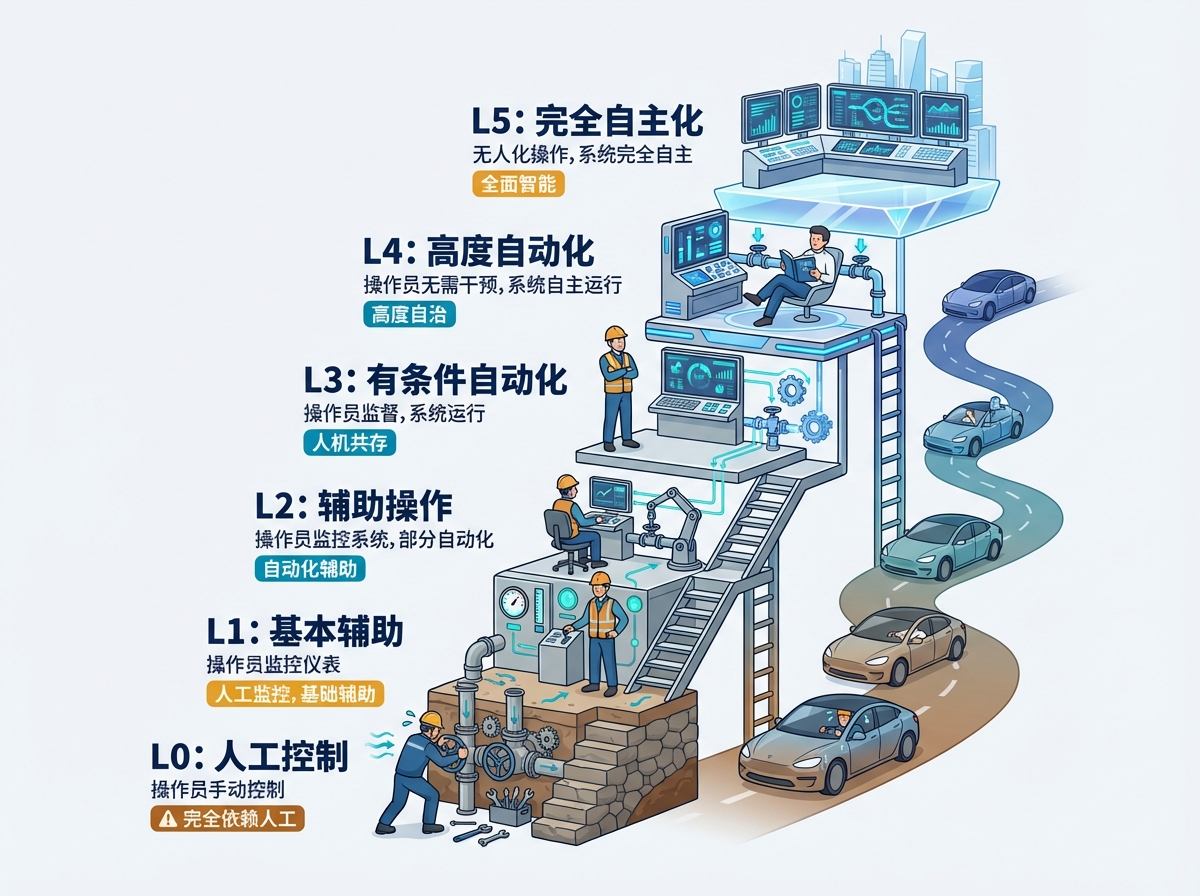 L5：完全自主化
无人化操作，系统完全自主
全面智能
L4：高度自动化
操作员无需干预，系统自主运行
高度自治
L3：有条件自动化
操作员监督，系统运行
人机共存
L2：辅助操作
操作员监控系统，部分自动化
自动化辅助
L1：基本辅助
操作员监控仪表
人工监控，基础辅助
L0：人工控制
操作员手动控制
完全依赖人工